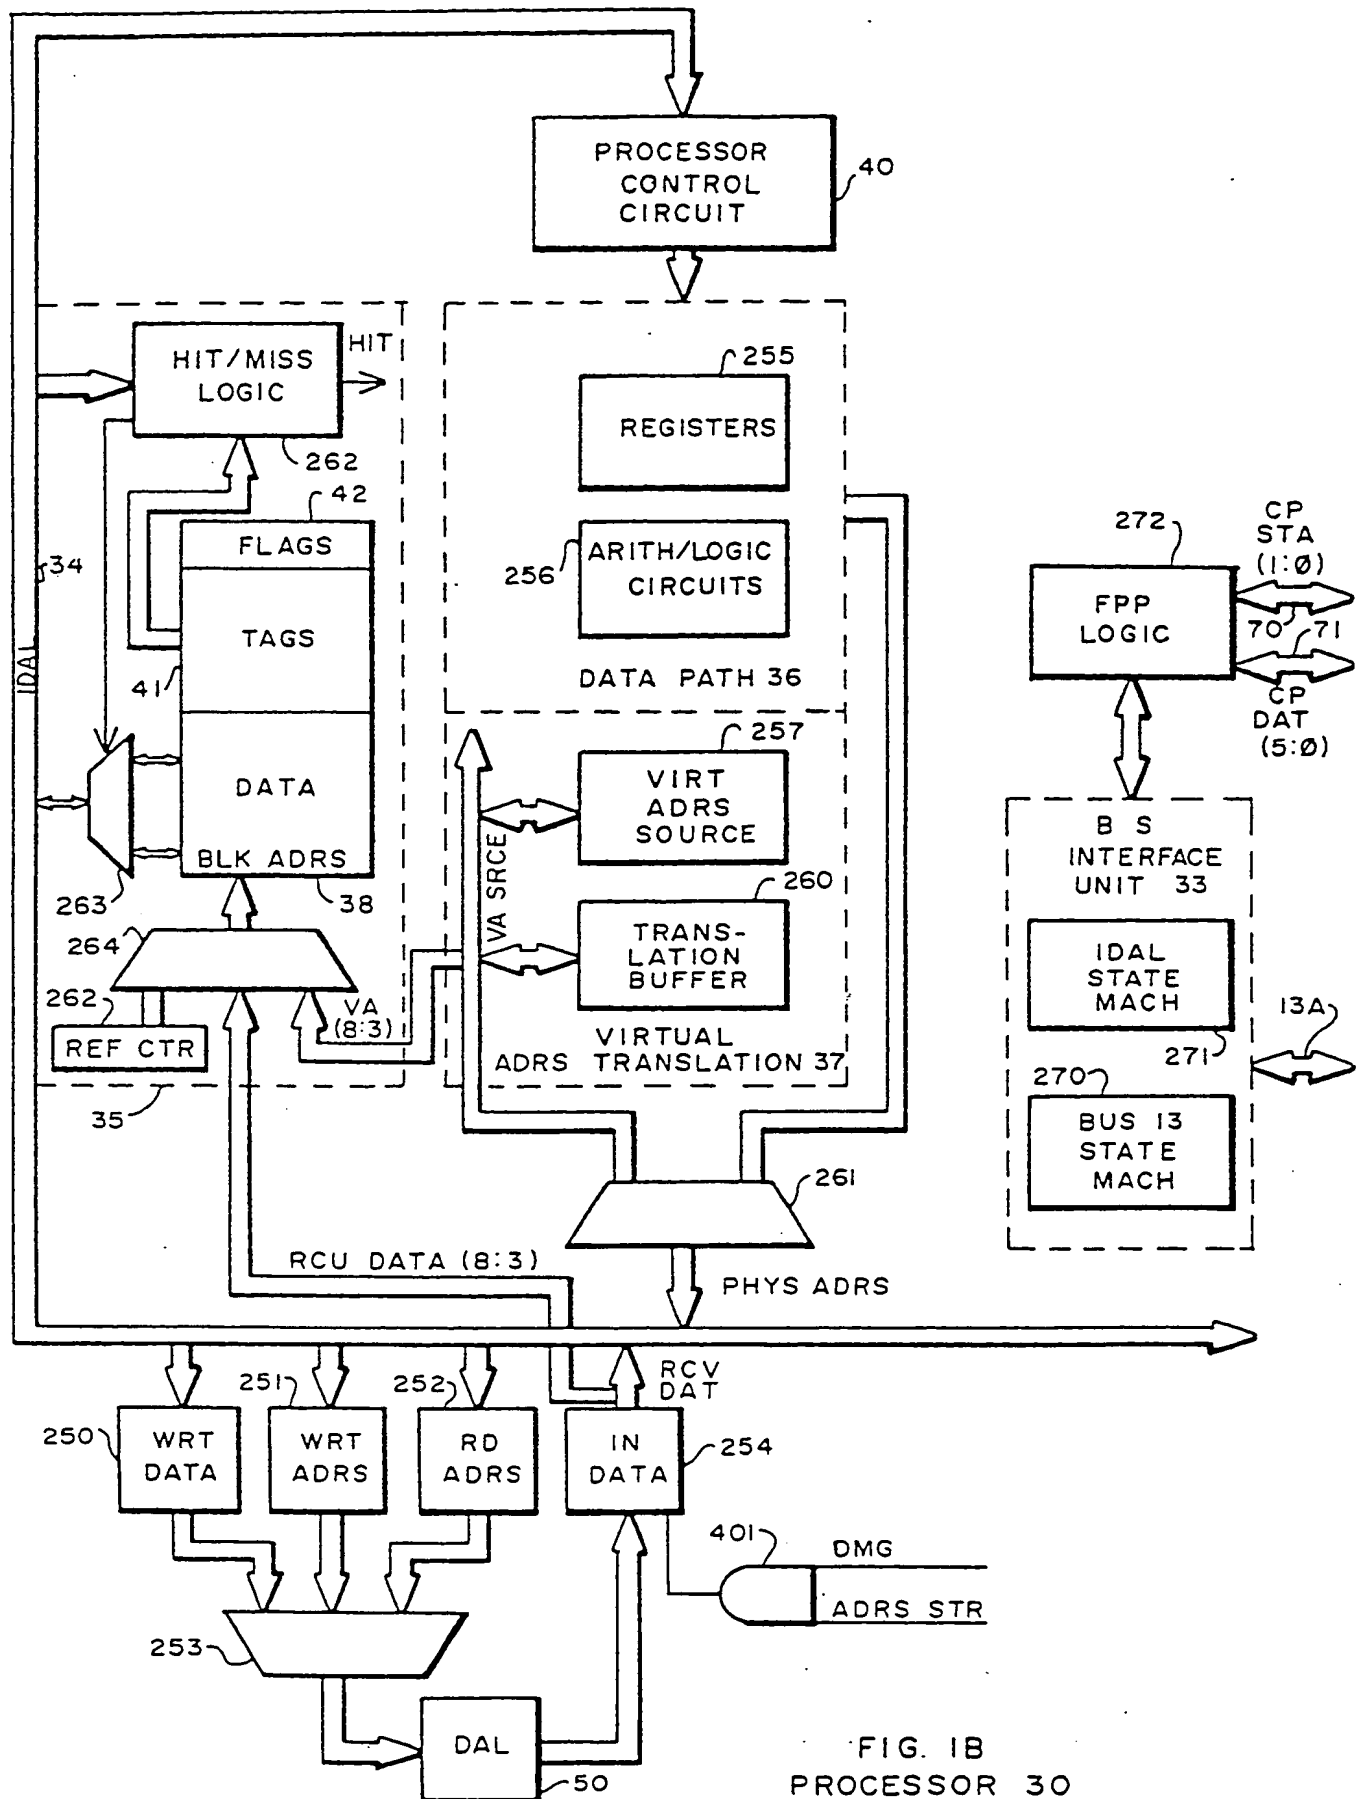 PROCESSOR
CONTROL
CIRCUIT
40
HIT/MISS
LOGIC
HIT
262
255
REGISTERS
42
FLAGS
34
TAGS
41
IDAL
256
ARITH/LOGIC
CIRCUITS
DATA PATH 36
272
FPP
LOGIC
CP
STA
(1:Ø)
70
71
CP
DAT
(5:Ø)
DATA
BLK ADRS
263
38
264
262
REF CTR
VA
(8:3)
35
257
VIRT
ADRS
SOURCE
VA SRCE
260
TRANS-
LATION
BUFFER
VIRTUAL
ADRS TRANSLATION 37
B S
INTERFACE
UNIT 33
IDAL
STATE
MACH
271
13A
270
BUS 13
STATE
MACH
261
RCU DATA (8:3)
PHYS ADRS
RCV
DAT
250
WRT
DATA
251
WRT
ADRS
252
RD
ADRS
IN
DATA
254
401
DMG
ADRS STR
253
DAL
50
FIG. 1B
PROCESSOR 30